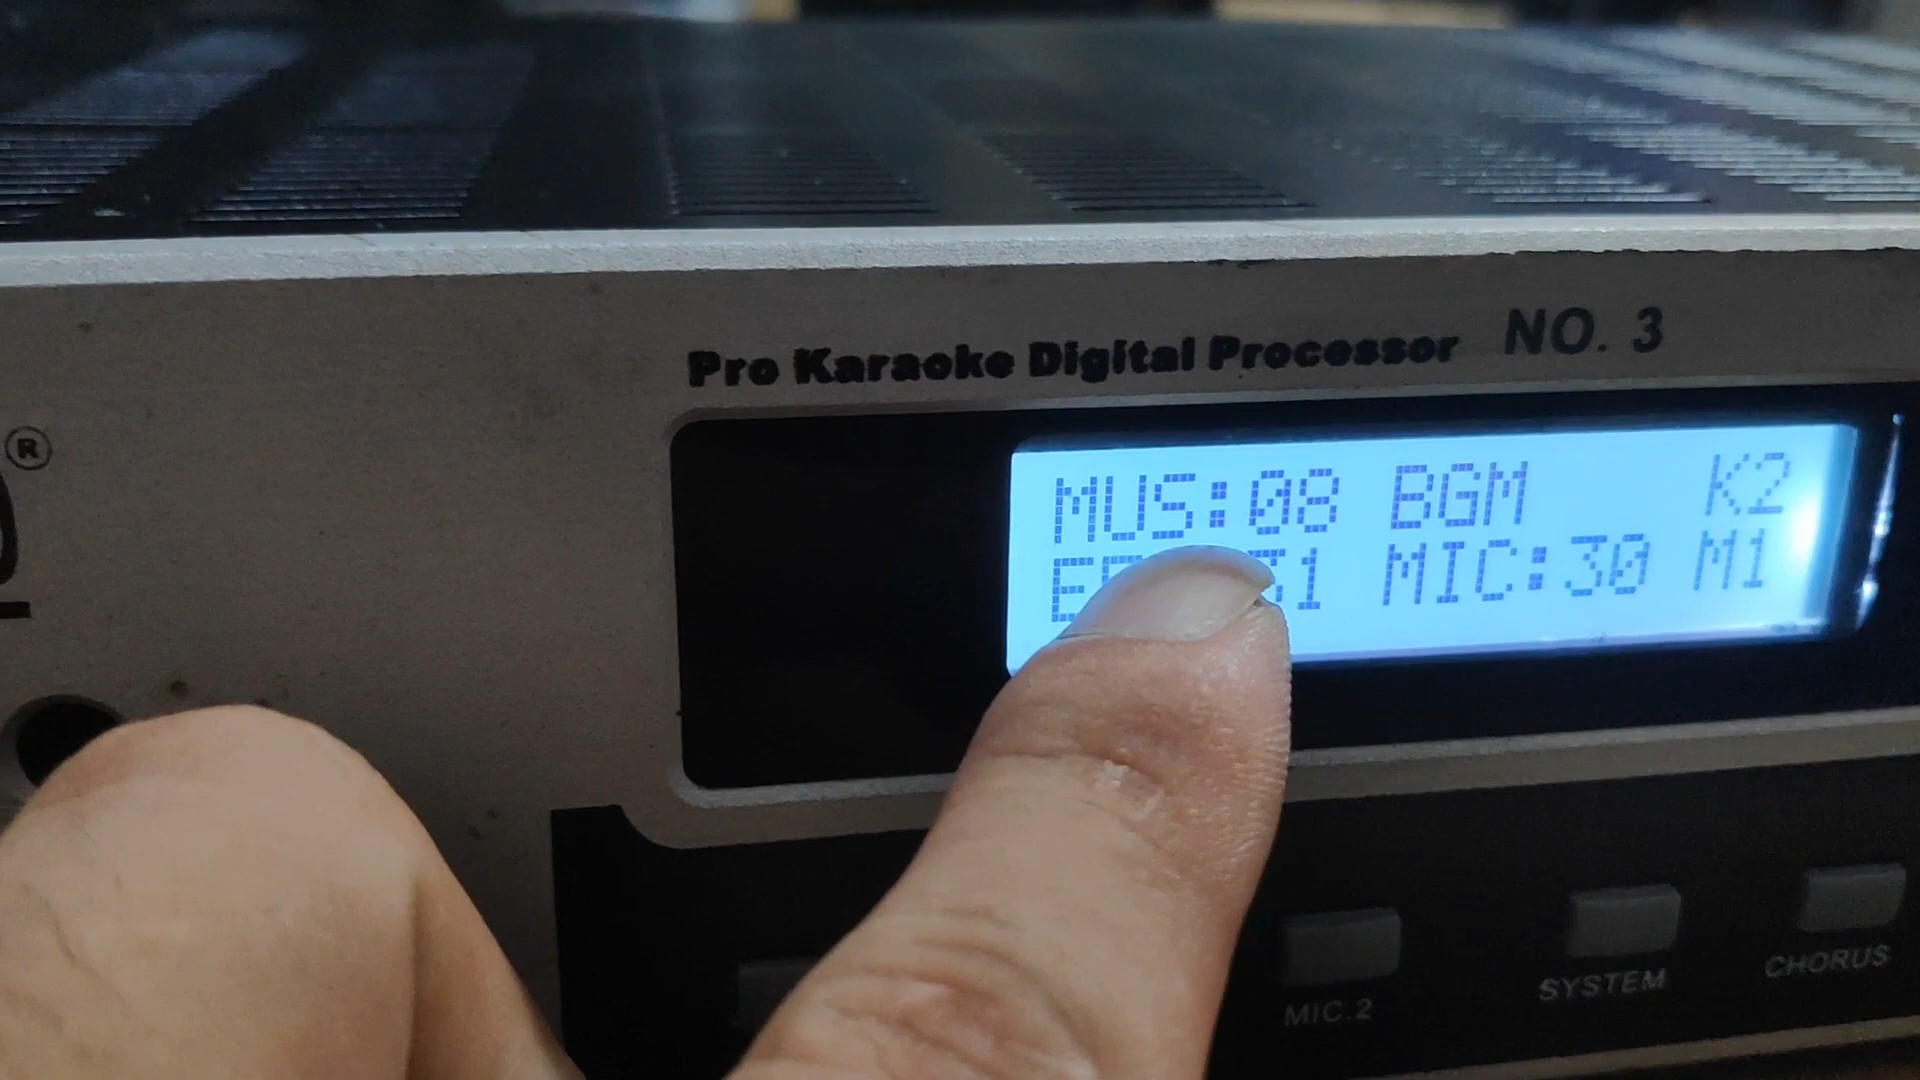 Pro Karaoke Digital Processor NO. 3
MUS:08 BGM K2
MIC:30 M1
MIC.2
SYSTEM
CHORUS
®